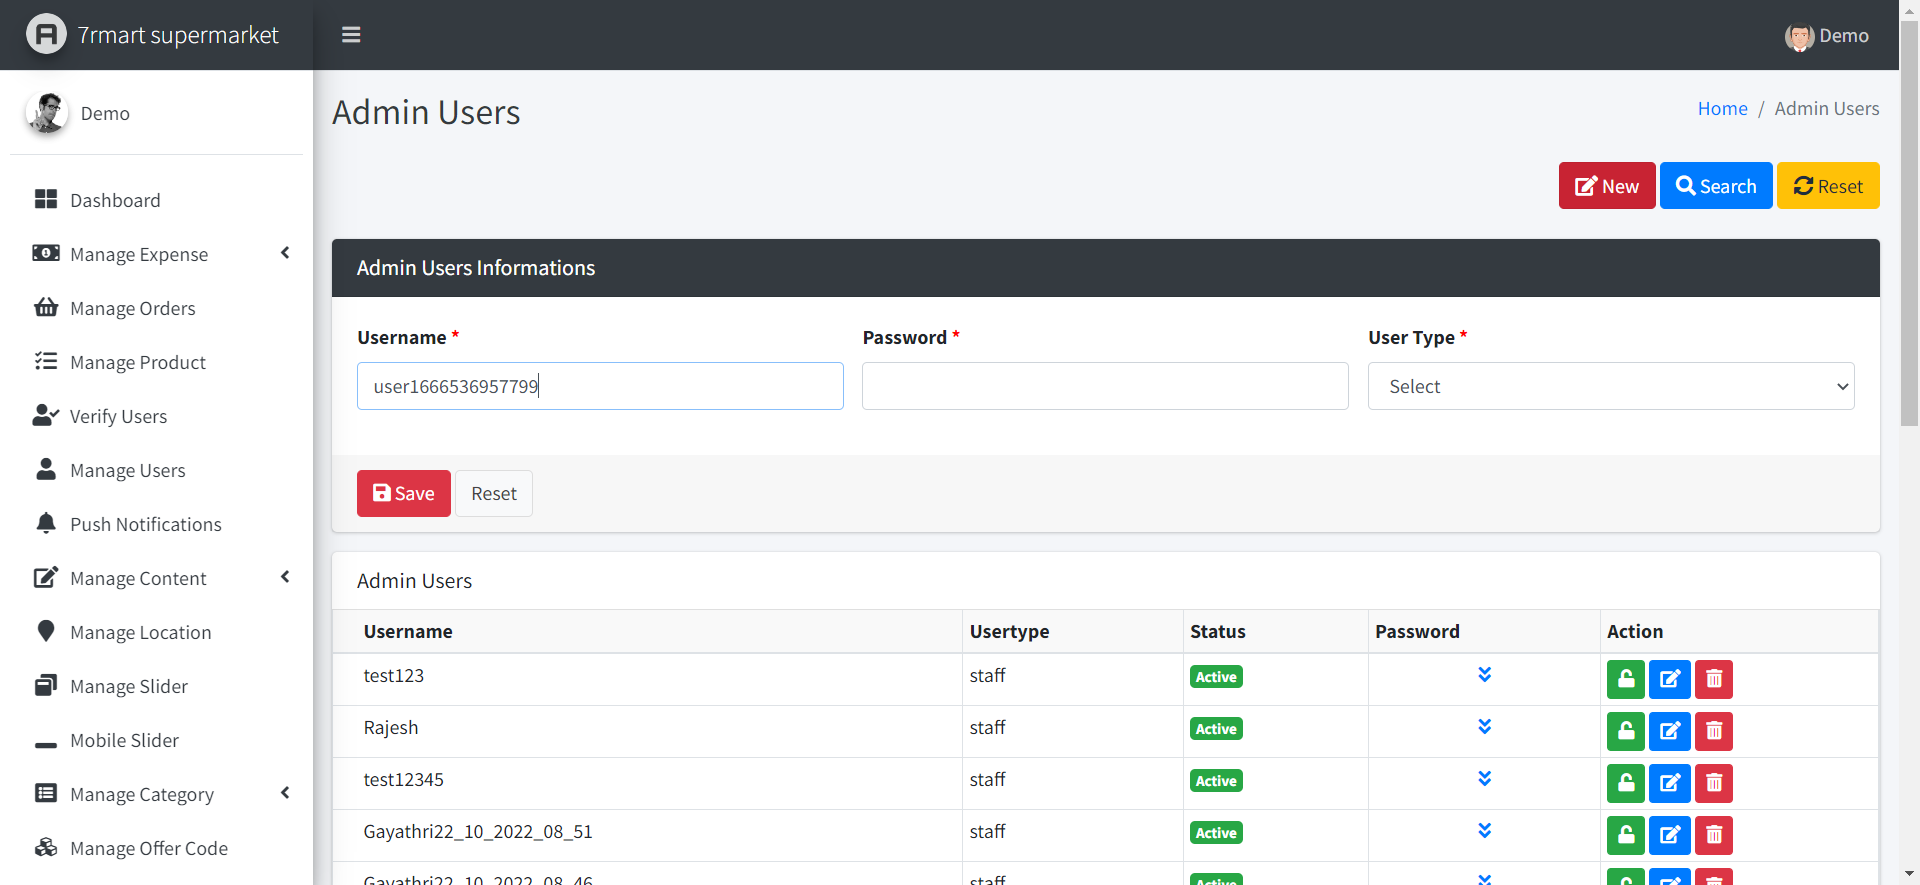 7rmart supermarket
Demo
Demo
Dashboard
Manage Expense
Manage Orders
Manage Product
Verify Users
Manage Users
Push Notifications
Manage Content
Manage Location
Manage Slider
Mobile Slider
Manage Category
Manage Offer Code
Admin Users
Home / Admin Users
New Search Reset
Admin Users Informations
Username * Password * User Type *
user1666536957799 Select
Save Reset
Admin Users
Username Usertype Status Password Action
test123 staff Active
Rajesh staff Active
test12345 staff Active
Gayathri22_10_2022_08_51 staff Active
Gayathri22_10_2022_08_46 staff Active